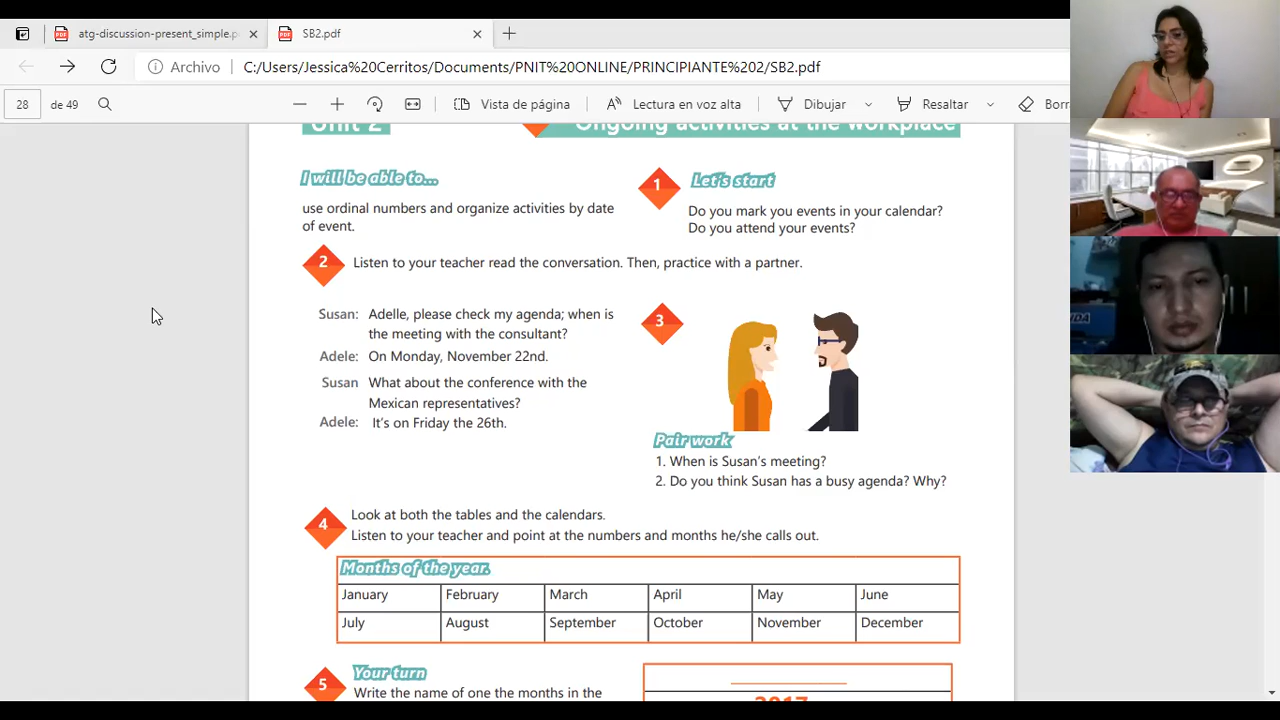 atg-discussion-present_simple.p
SB2.pdf
Archivo
C:/Users/Jessica%20Cerritos/Documents/PNIT%20ONLINE/PRINCIPIANTE%202/SB2.pdf
28 de 49
Vista de página
Lectura en voz alta
Dibujar
Resaltar
Borr
Unit 2
Ongoing activities at the workplace
I will be able to...
use ordinal numbers and organize activities by date
of event.
1
Let's start
Do you mark you events in your calendar?
Do you attend your events?
2
Listen to your teacher read the conversation. Then, practice with a partner.
Susan: Adelle, please check my agenda; when is
the meeting with the consultant?
Adele: On Monday, November 22nd.
Susan What about the conference with the
Mexican representatives?
Adele: It's on Friday the 26th.
3
Pair work
1. When is Susan's meeting?
2. Do you think Susan has a busy agenda? Why?
4
Look at both the tables and the calendars.
Listen to your teacher and point at the numbers and months he/she calls out.
Months of the year.
January February March April May June
July August September October November December
5
Your turn
Write the name of one the months in the
2017